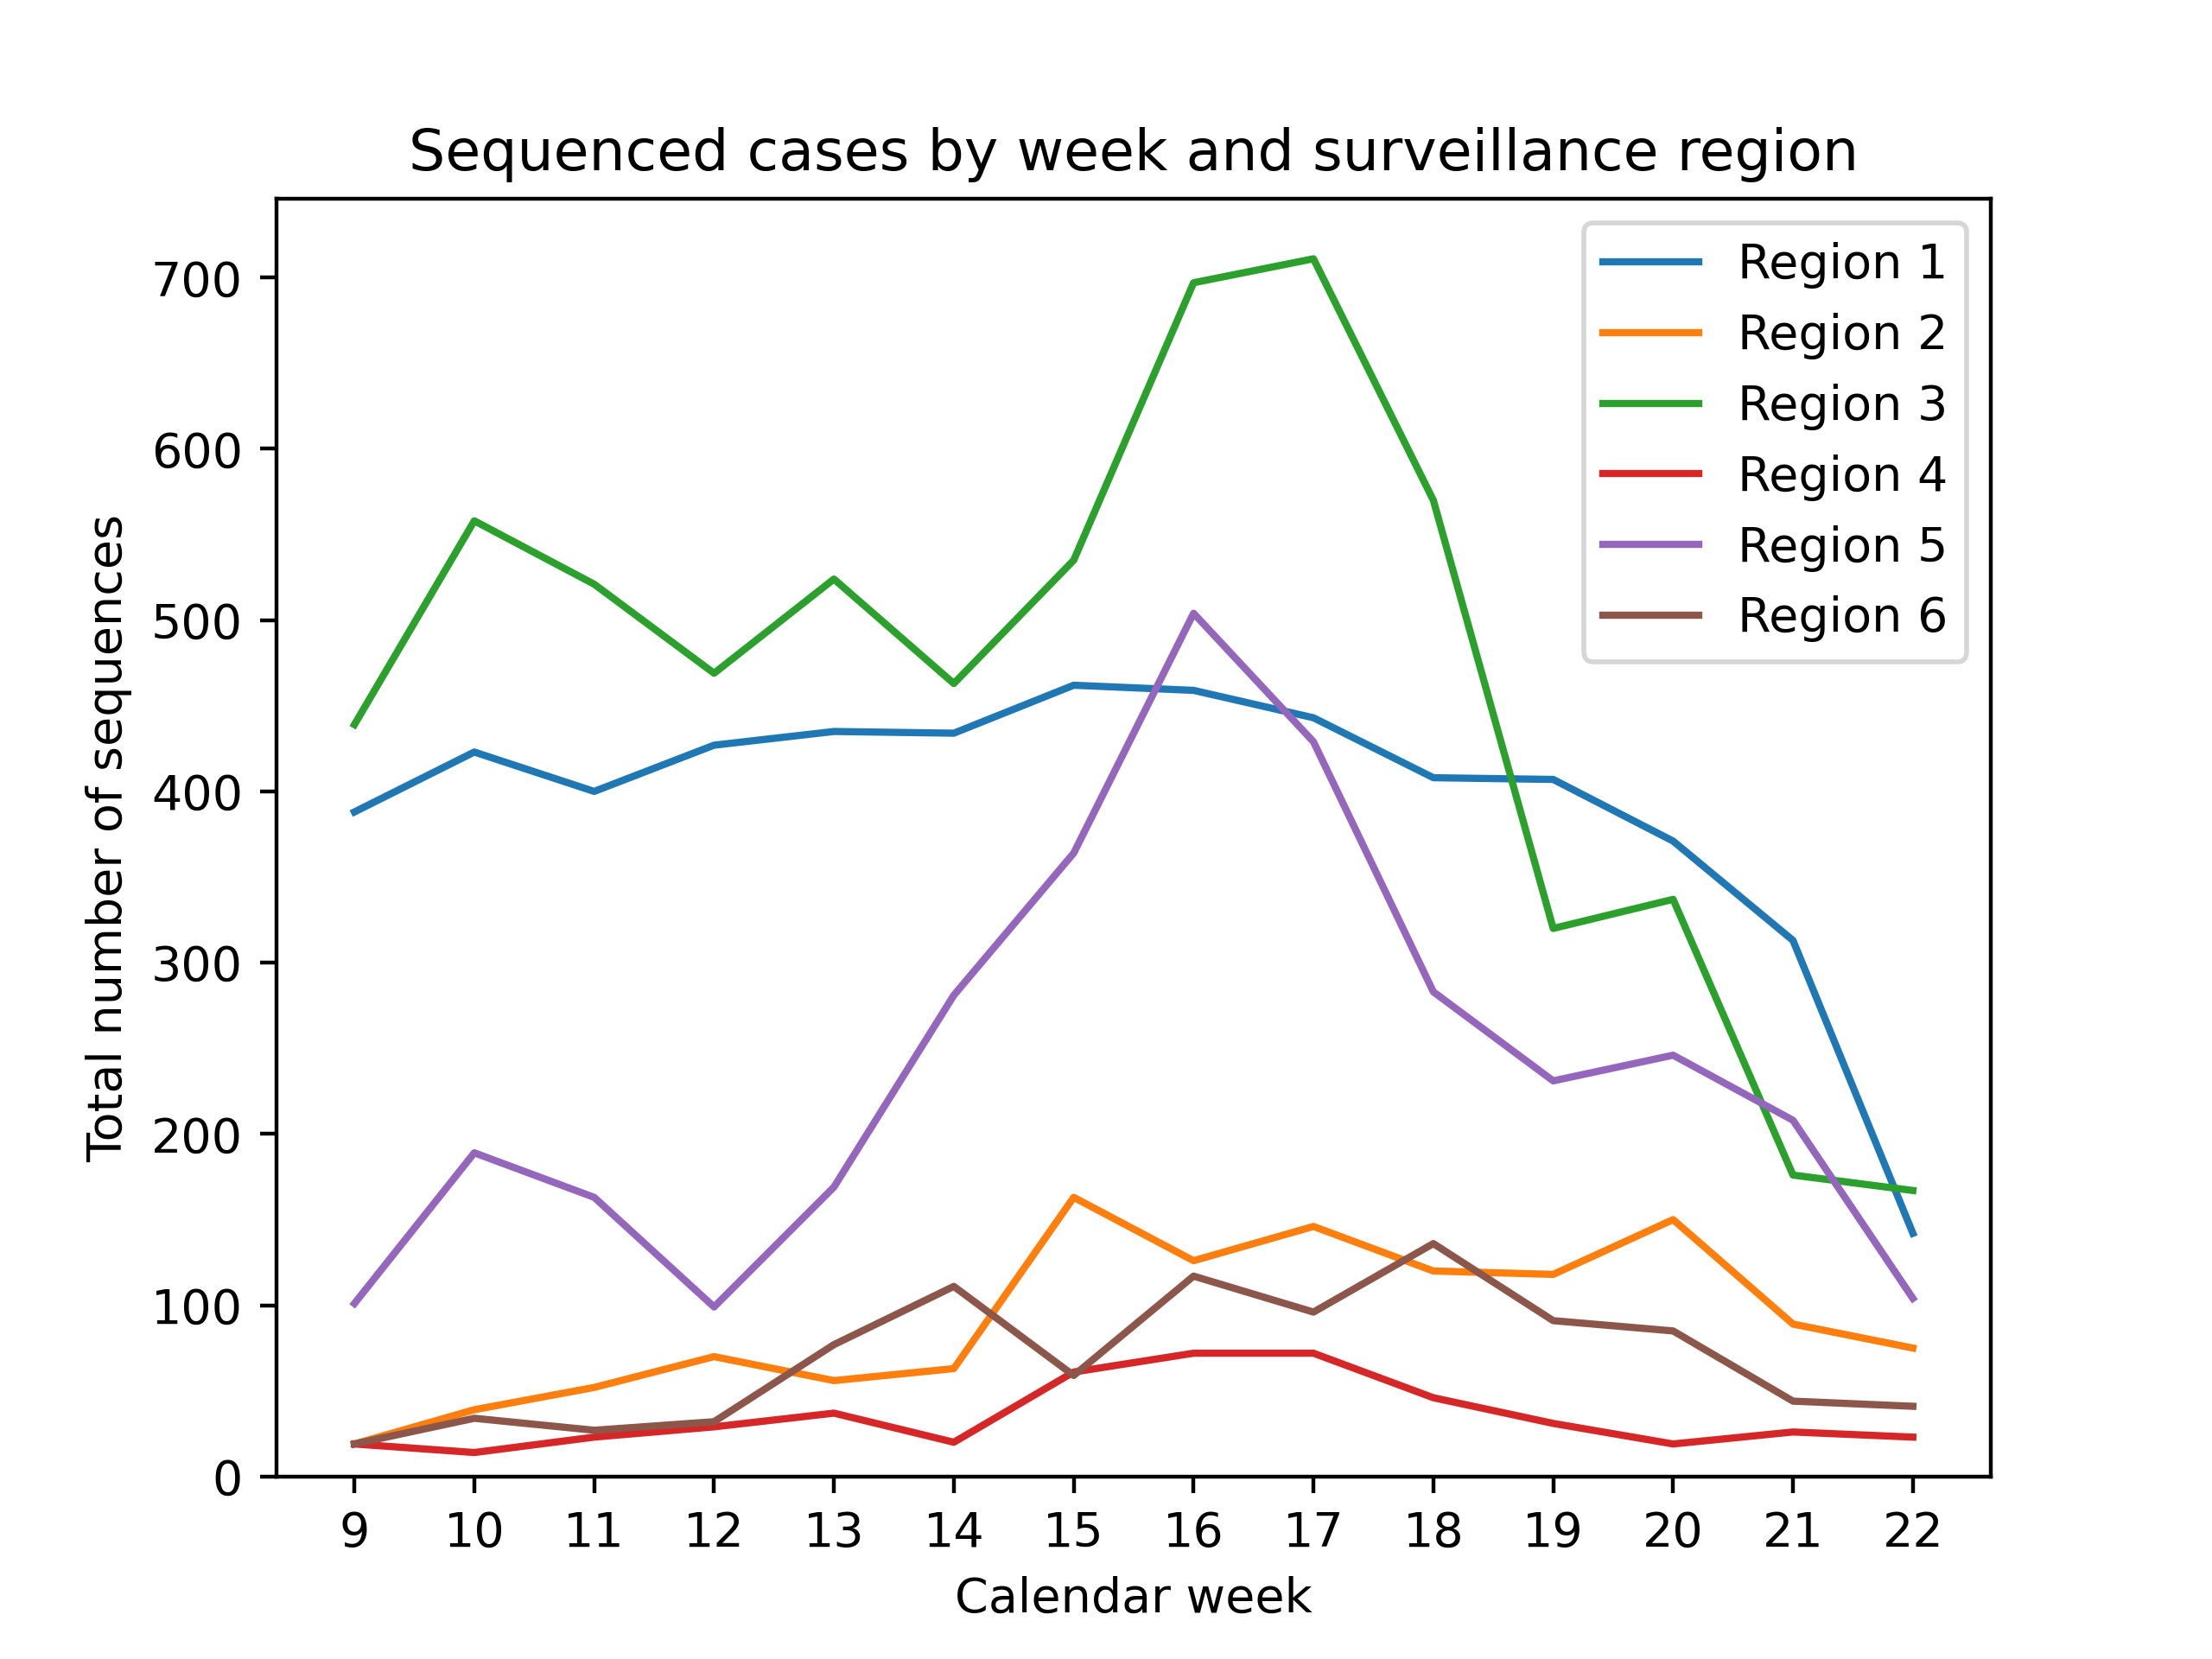 Sequenced cases by week and surveillance region
Region 1
Region 2
Region 3
Region 4
Region 5
Region 6
Total number of sequences
700
600
500
400
300
200
100
0
9 10 11 12 13 14 15 16 17 18 19 20 21 22
Calendar week